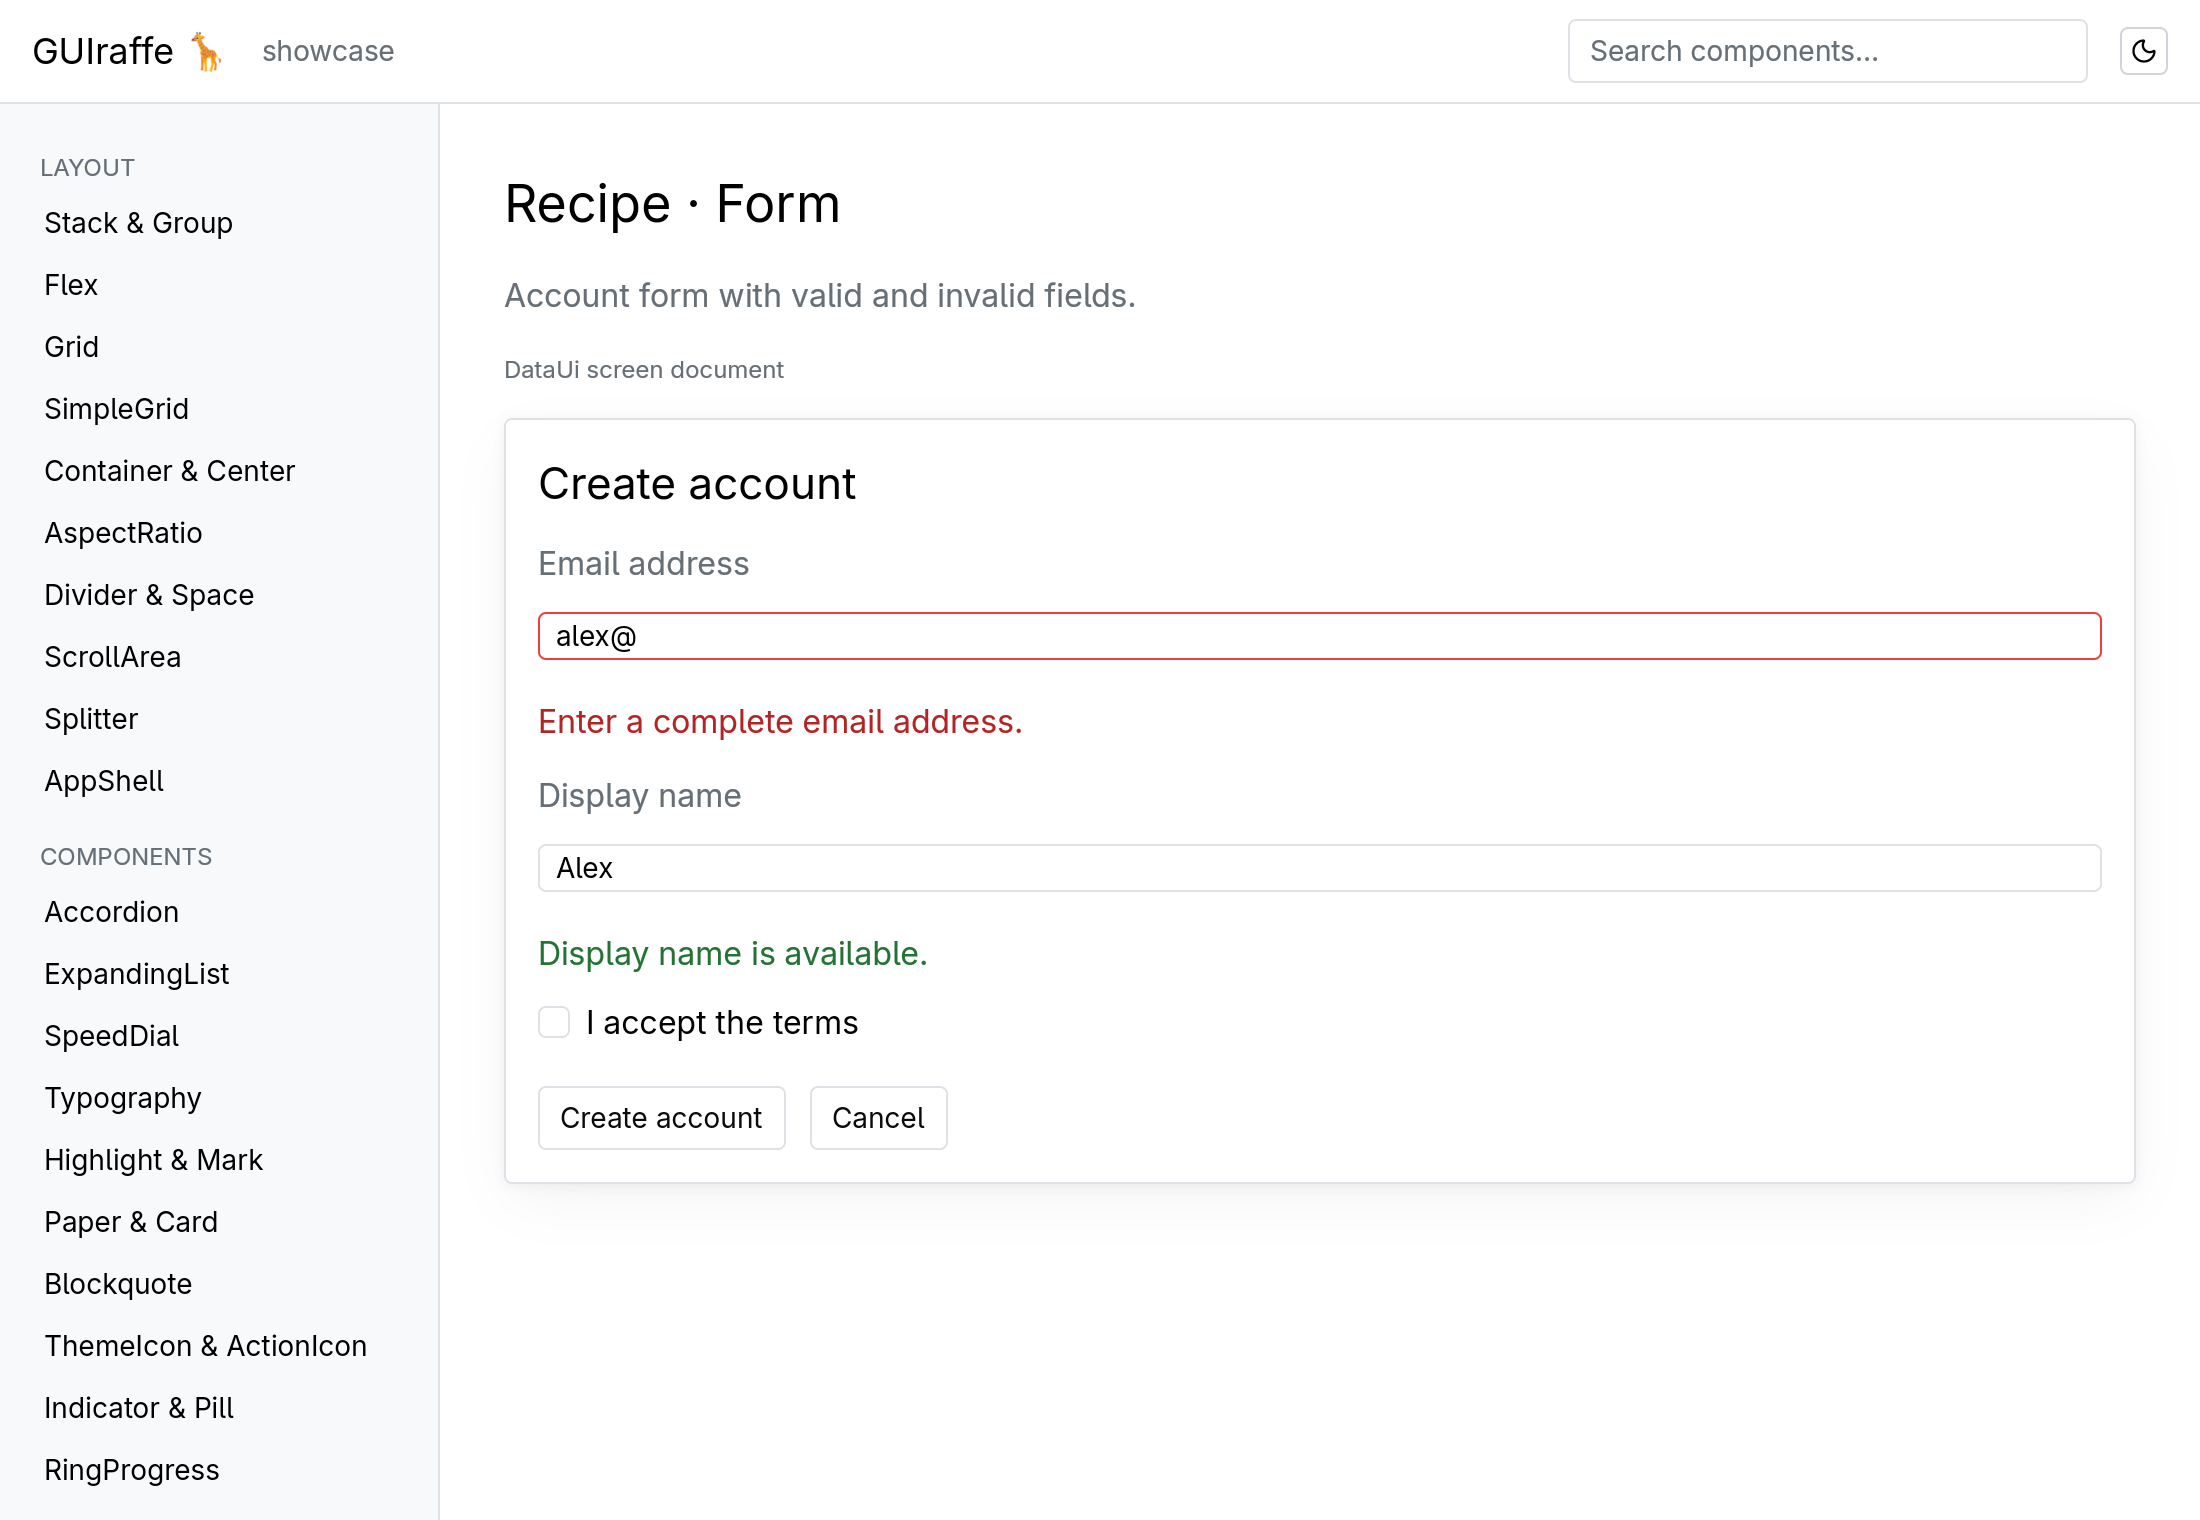 GUIraffe 🦒 showcase
Search components...
LAYOUT
Stack & Group
Flex
Grid
SimpleGrid
Container & Center
AspectRatio
Divider & Space
ScrollArea
Splitter
AppShell
COMPONENTS
Accordion
ExpandingList
SpeedDial
Typography
Highlight & Mark
Paper & Card
Blockquote
ThemeIcon & ActionIcon
Indicator & Pill
RingProgress
Recipe · Form
Account form with valid and invalid fields.
DataUi screen document
Create account
Email address
alex@
Enter a complete email address.
Display name
Alex
Display name is available.
I accept the terms
Create account
Cancel